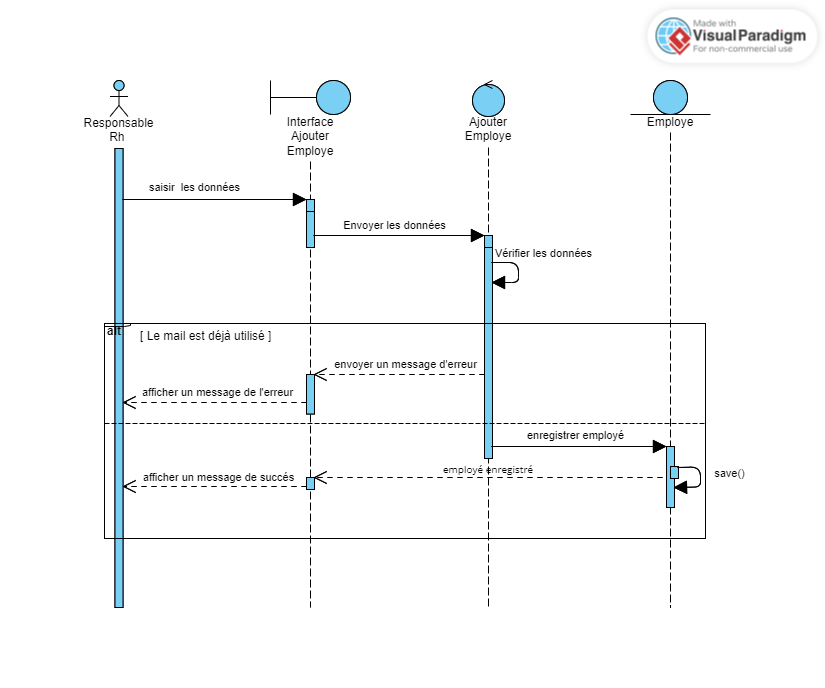 Made with
VisualParadigm
For non-commercial use
Responsable
Rh
Interface
Ajouter
Employe
Ajouter
Employe
Employe
saisir  les données
Envoyer les données
Vérifier les données
alt
[ Le mail est déjà utilisé ]
envoyer un message d'erreur
afficher un message de l'erreur
enregistrer employé
employé enregistré
save()
afficher un message de succés